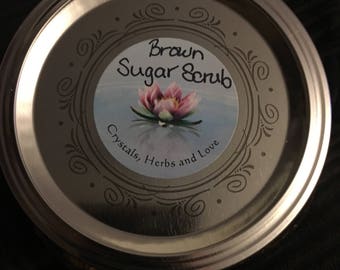 Brown
Sugar Scrub
Crystals, Herbs and Love